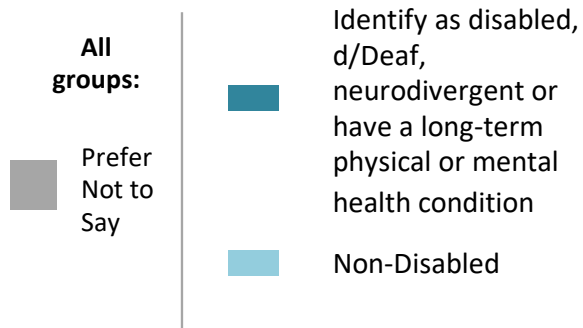 All
groups:
Prefer
Not to
Say
Identify as disabled,
d/Deaf,
neurodivergent or
have a long-term
physical or mental
health condition
Non-Disabled